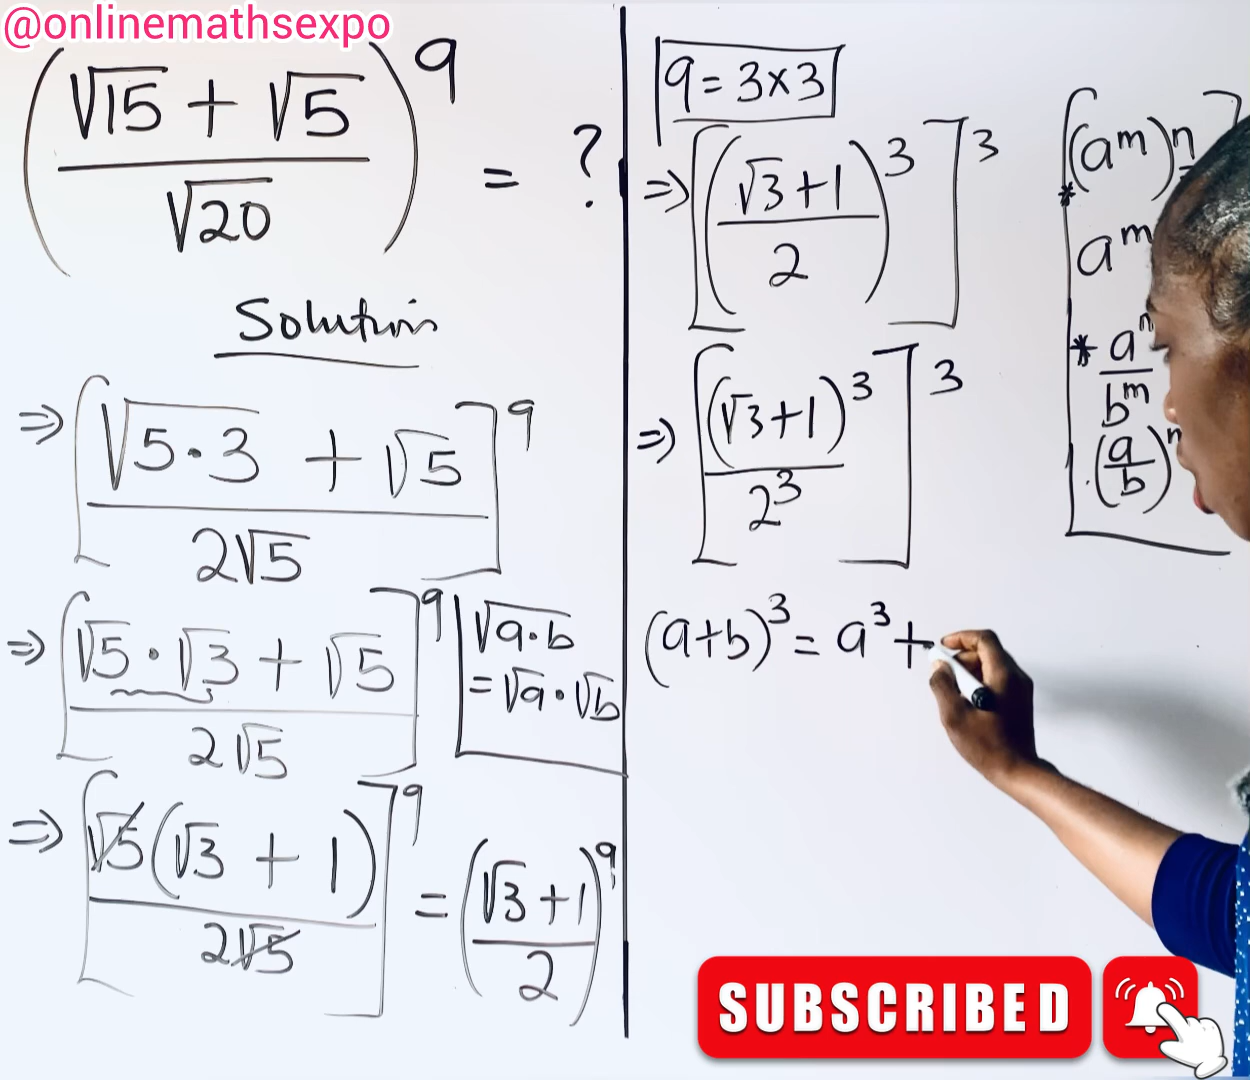 @onlinemathsexpo
((√15 + √5) / √20)^9 = ?
Solution
⇒ [(√5·3 + √5) / 2√5]^9
⇒ [(√5·√3 + √5) / 2√5]^9
√a·b
= √a·√b
⇒ [√5(√3 + 1) / 2√5]^9 = ((√3+1) / 2)^9
9 = 3×3
⇒ [((√3+1) / 2)^3]^3
⇒ [(√3+1)^3 / 2^3]^3
(a+b)^3 = a^3 +
* (a^m)^n
a^m
* a^n / b^m
(a/b)^n
SUBSCRIBED